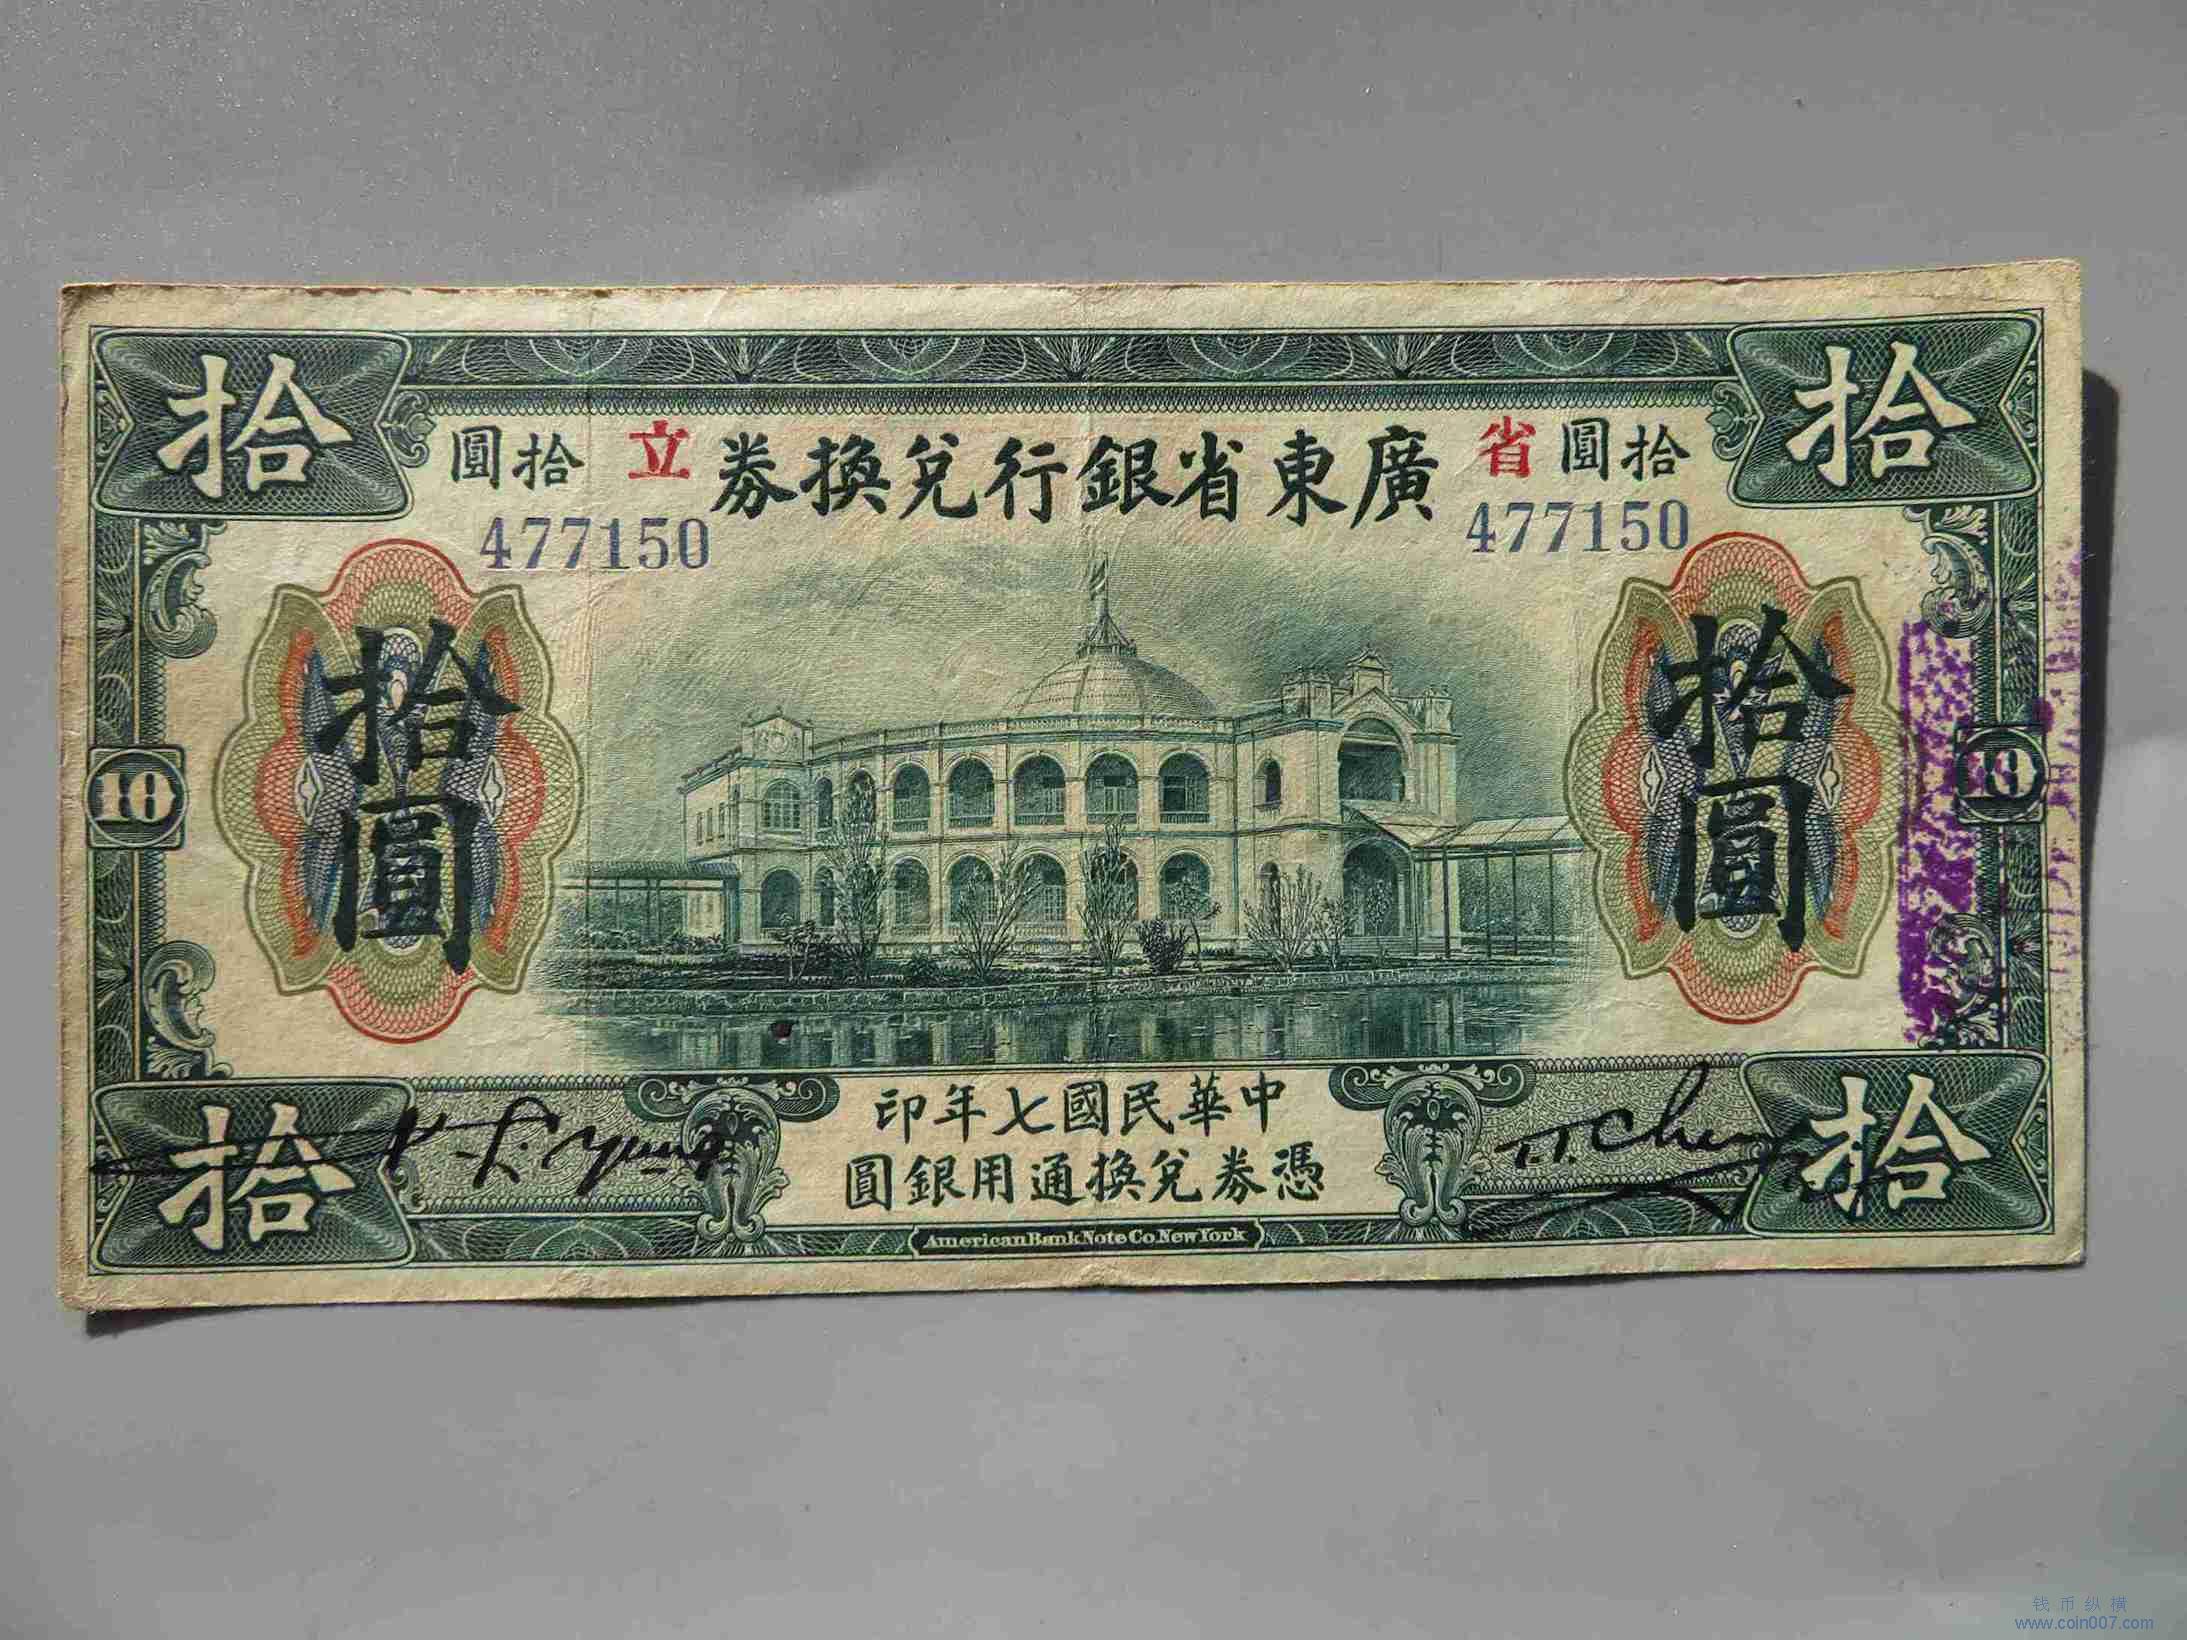 拾
拾
拾圓
省
廣東省銀行兌換券
立
拾圓
477150
477150
拾圓
拾圓
10
10
中華民國七年印
憑券兌換通用銀圓
拾
拾
American Bank Note Co. New York
钱币纵横
www.coin007.com